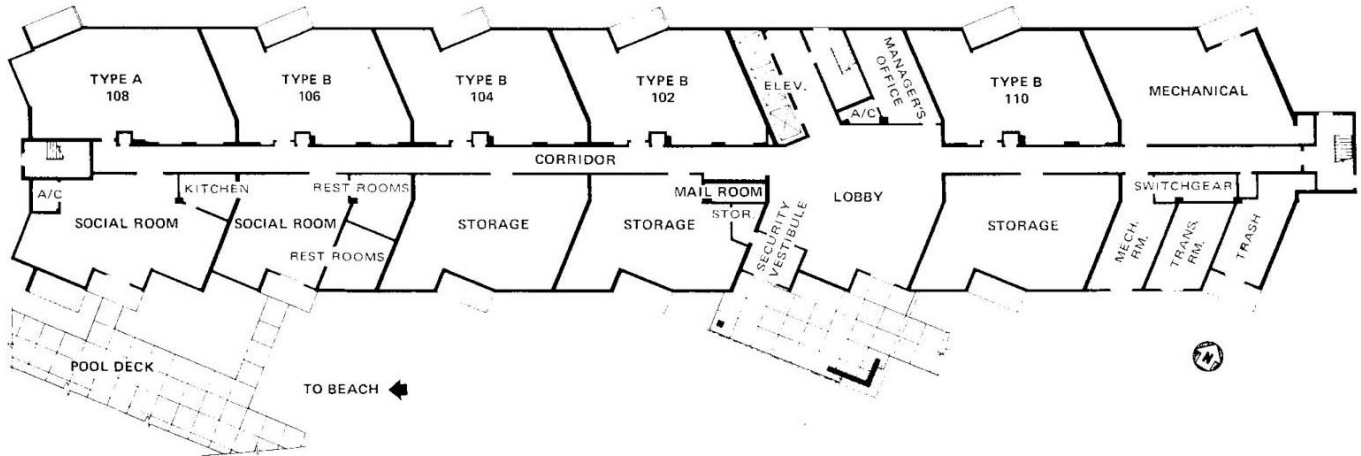 TYPE A
108
TYPE B
106
TYPE B
104
TYPE B
102
ELEV.
MANAGER'S
OFFICE
A/C
TYPE B
110
MECHANICAL
CORRIDOR
A/C
KITCHEN
SOCIAL ROOM
REST ROOMS
SOCIAL ROOM
REST ROOMS
STORAGE
MAIL ROOM
STOR.
STORAGE
SECURITY
VESTIBULE
LOBBY
STORAGE
SWITCHGEAR
MECH.
RM.
TRANS.
RM.
TRASH
POOL DECK
TO BEACH
N